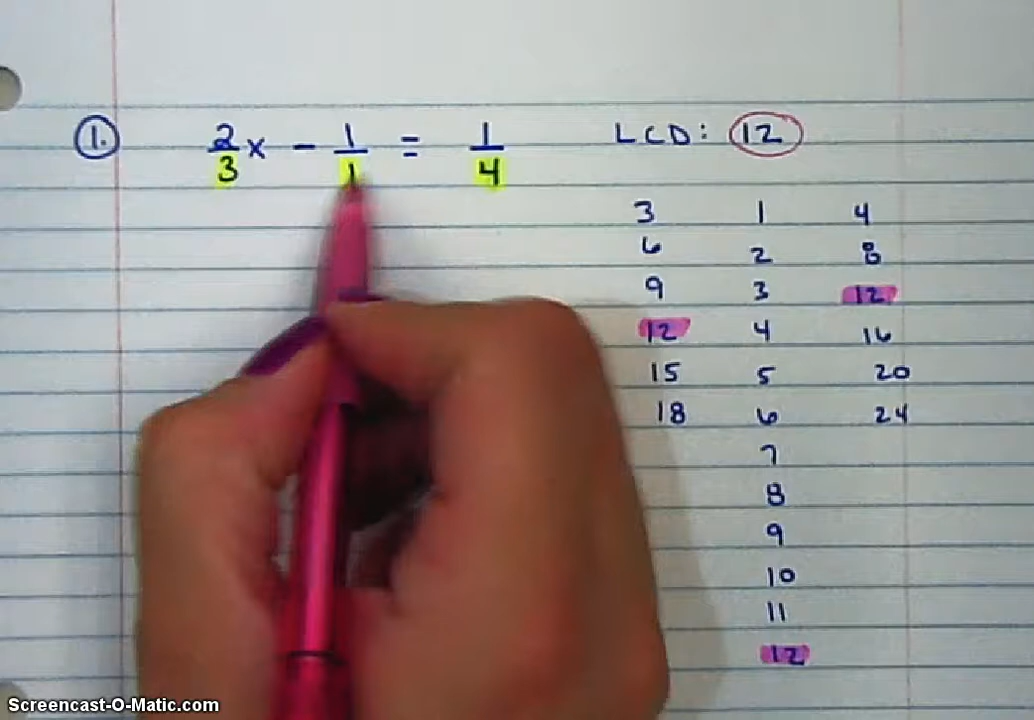 1. 2/3 x - 1/1 = 1/4 LCD: 12
3 1 4
6 2 8
9 3 12
12 4 16
15 5 20
18 6 24
7
8
9
10
11
12
Screencast-O-Matic.com